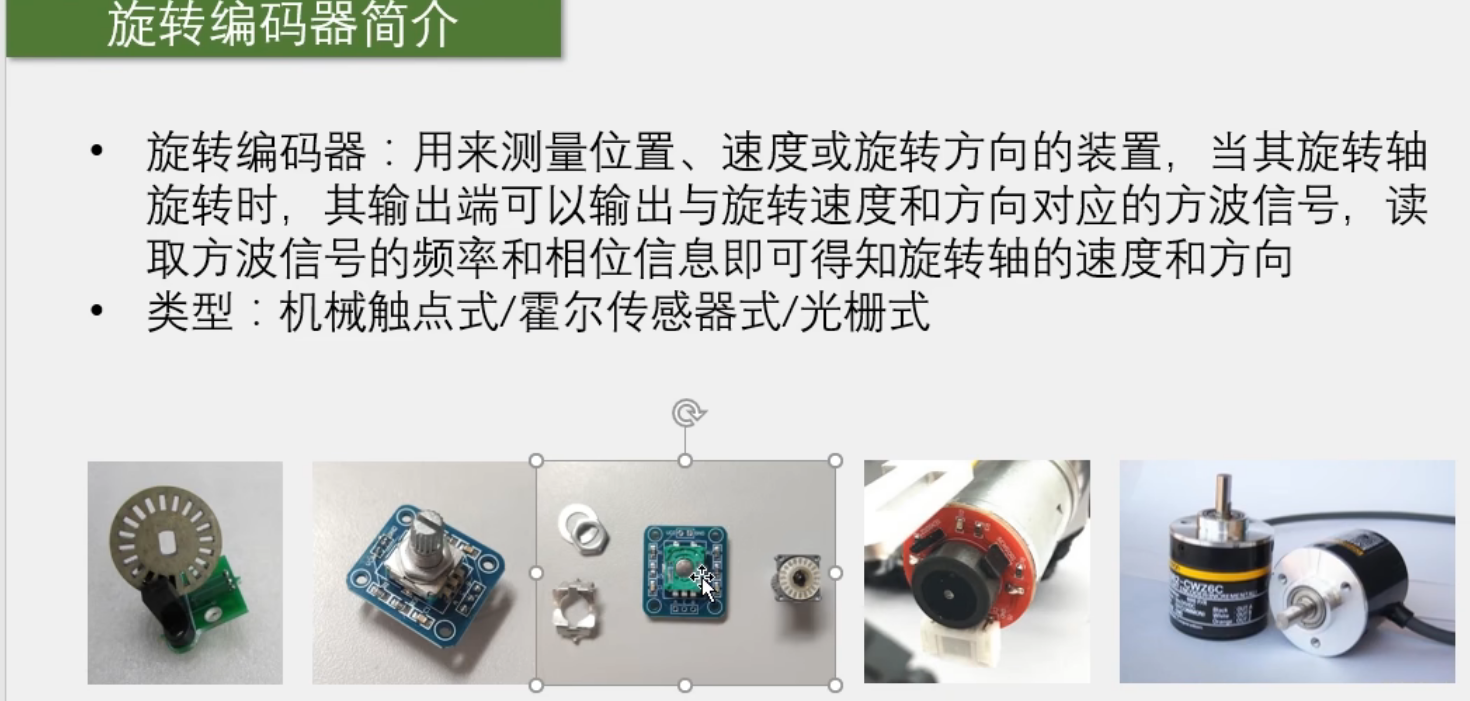 旋转编码器简介
• 旋转编码器：用来测量位置、速度或旋转方向的装置，当其旋转轴
旋转时，其输出端可以输出与旋转速度和方向对应的方波信号，读
取方波信号的频率和相位信息即可得知旋转轴的速度和方向
• 类型：机械触点式/霍尔传感器式/光栅式
-CWZ6C